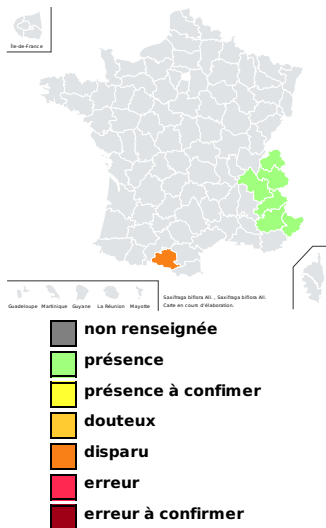 Île-de-France
Guadeloupe Martinique Guyane La Réunion Mayotte
Saxifraga biflora All. , Saxifraga biflora All.
Carte en cours d'élaboration.
non renseignée
présence
présence à confimer
douteux
disparu
erreur
erreur à confirmer